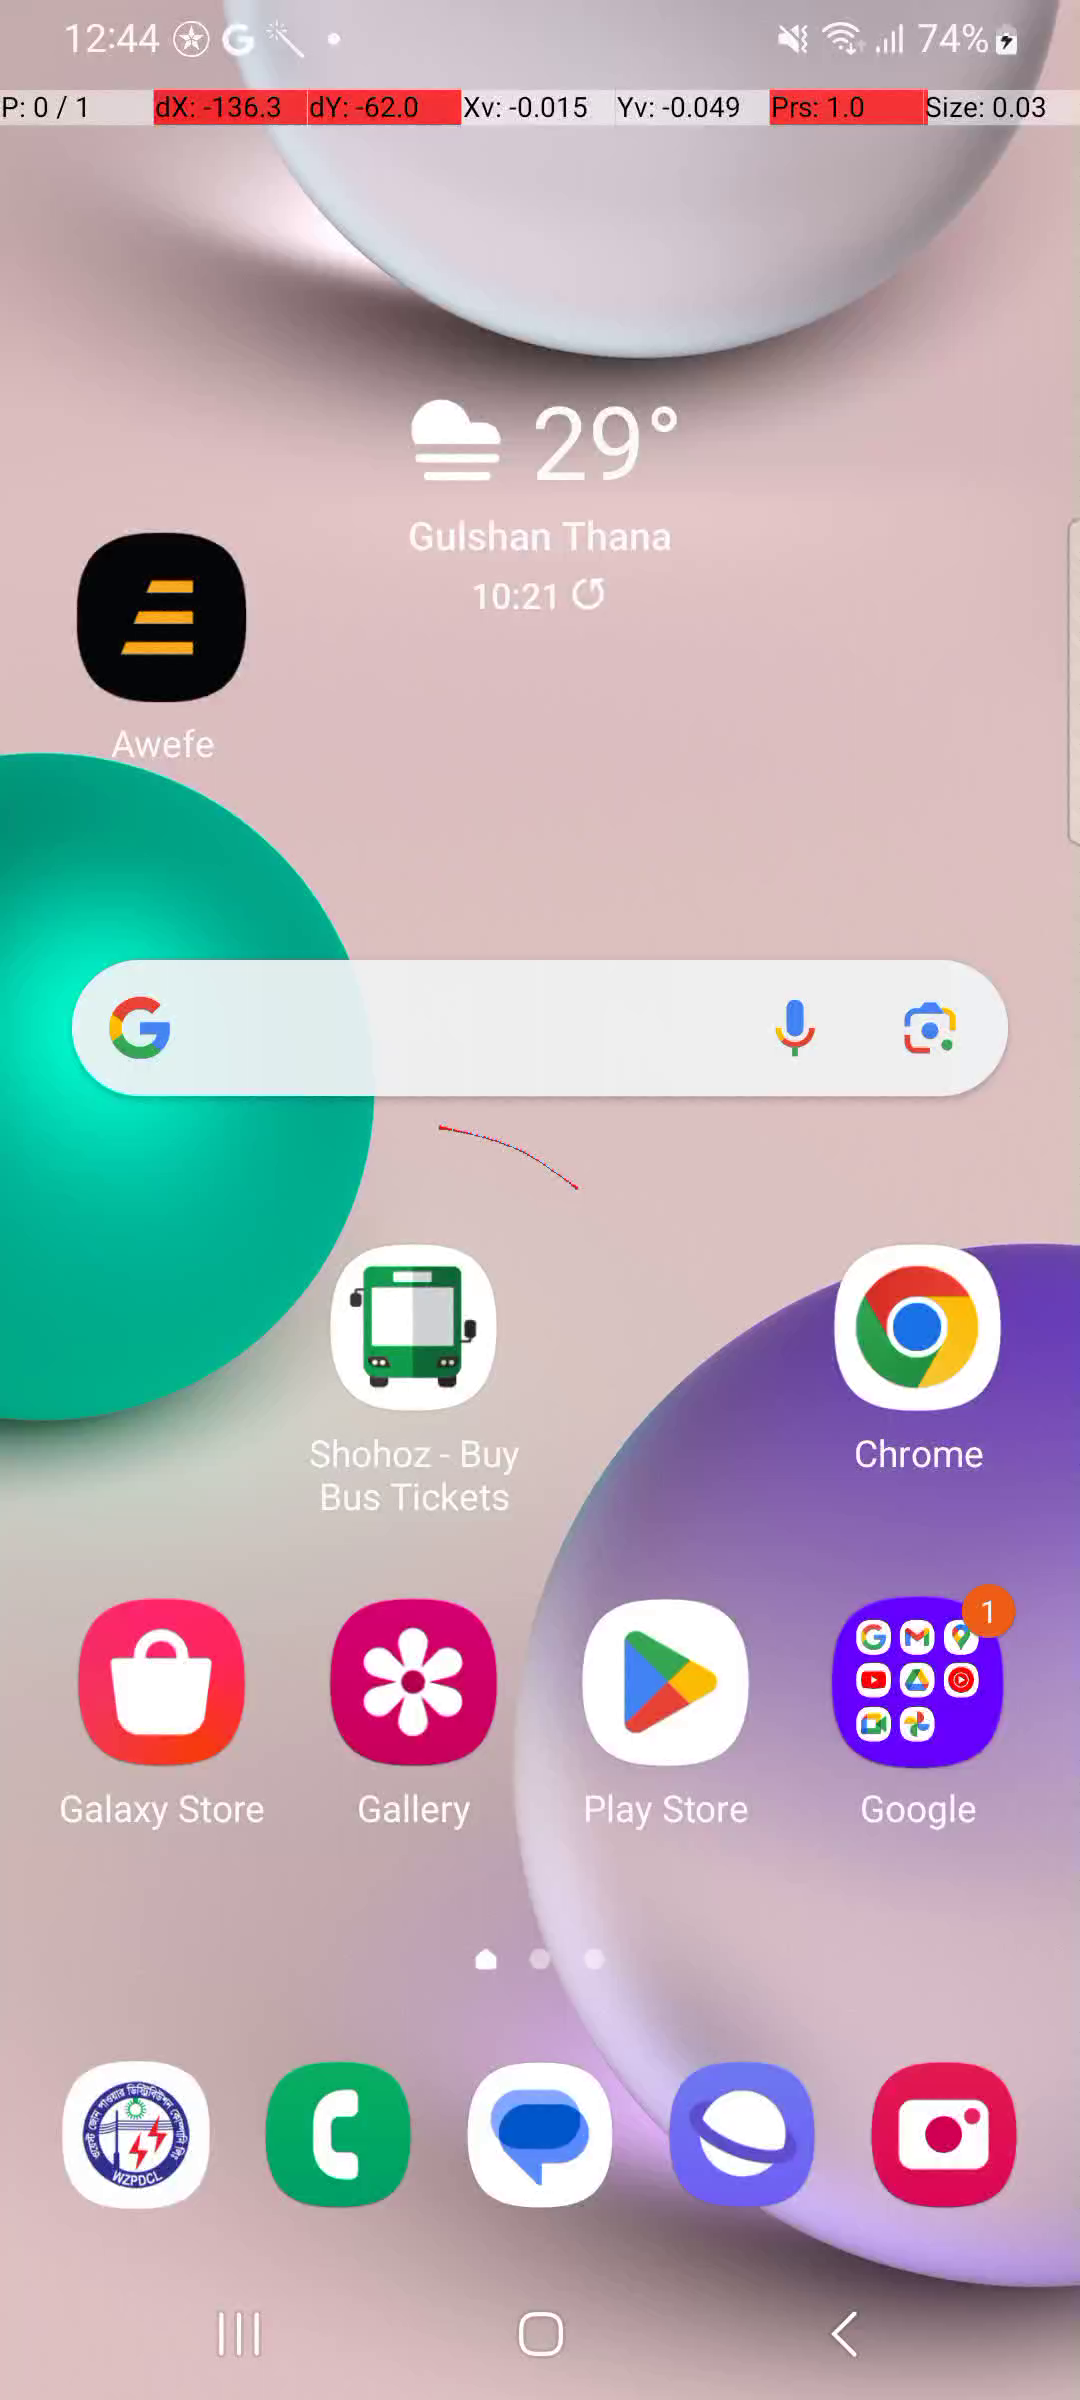 12:44
74%
P: 0 / 1
dX: -136.3
dY: -62.0
Xv: -0.015
Yv: -0.049
Prs: 1.0
Size: 0.03
29°
Gulshan Thana
10:21
Awefe
Shohoz - Buy
Bus Tickets
Chrome
1
Galaxy Store
Gallery
Play Store
Google
WZPDCL